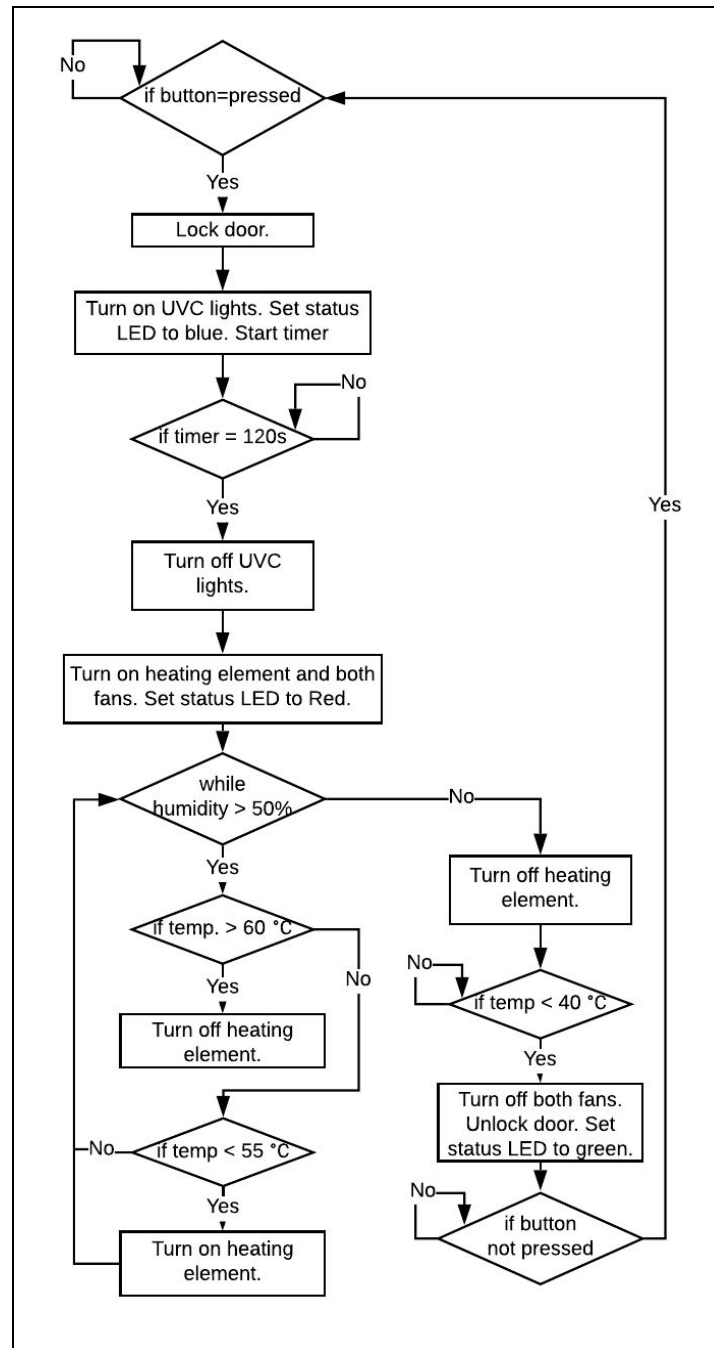 No
if button=pressed
Yes
Lock door.
Turn on UVC lights. Set status
LED to blue. Start timer
No
if timer = 120s
Yes
Yes
Turn off UVC
lights.
Turn on heating element and both
fans. Set status LED to Red.
while
humidity > 50%
No
Yes
Turn off heating
element.
if temp. > 60 °C
No
No
Yes
if temp < 40 °C
Turn off heating
element.
Yes
Turn off both fans.
Unlock door. Set
status LED to green.
No
if temp < 55 °C
Yes
No
if button
not pressed
Turn on heating
element.